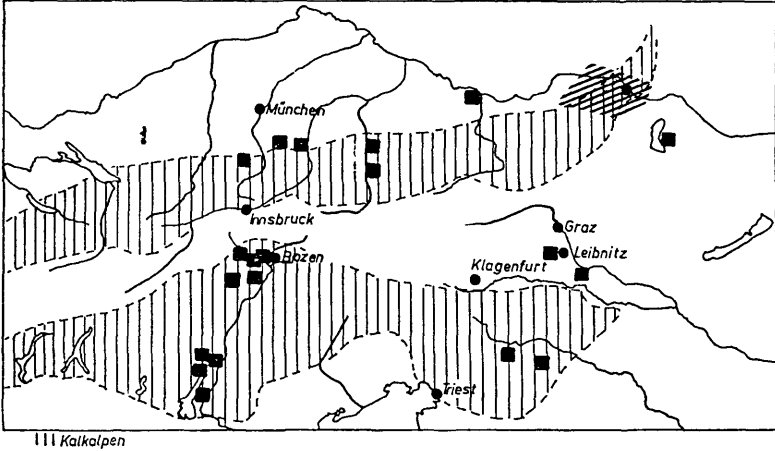 München
Innsbruck
Graz
Leibnitz
Bozen
Klagenfurt
Triest
Kalkalpen